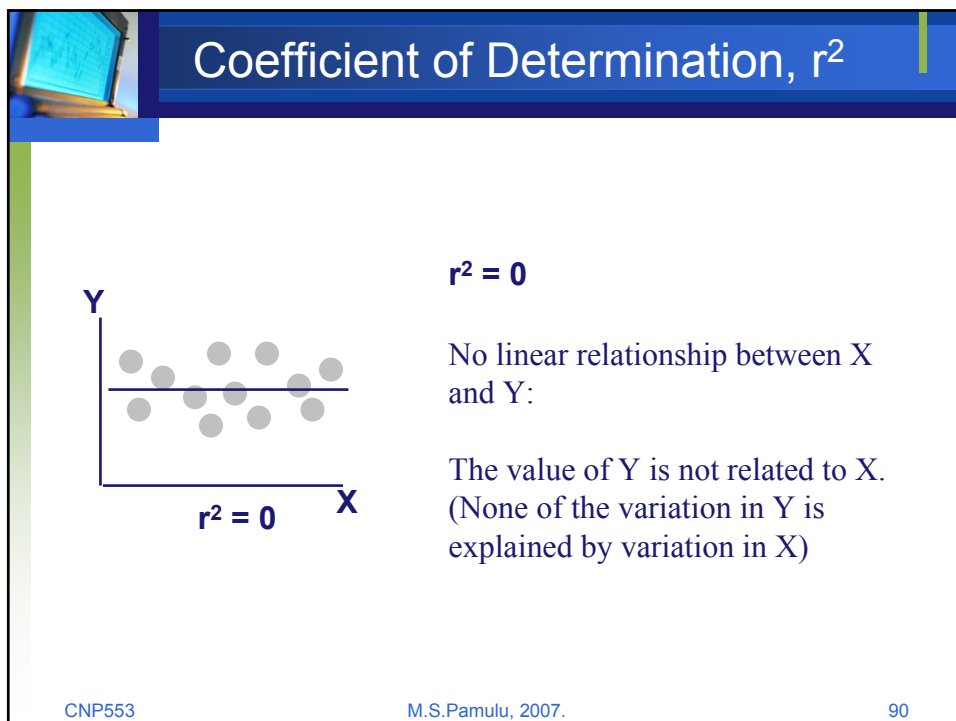 Coefficient of Determination, r²
Y
X
r² = 0
r² = 0
No linear relationship between X
and Y:
The value of Y is not related to X.
(None of the variation in Y is
explained by variation in X)
CNP553
M.S.Pamulu, 2007.
90